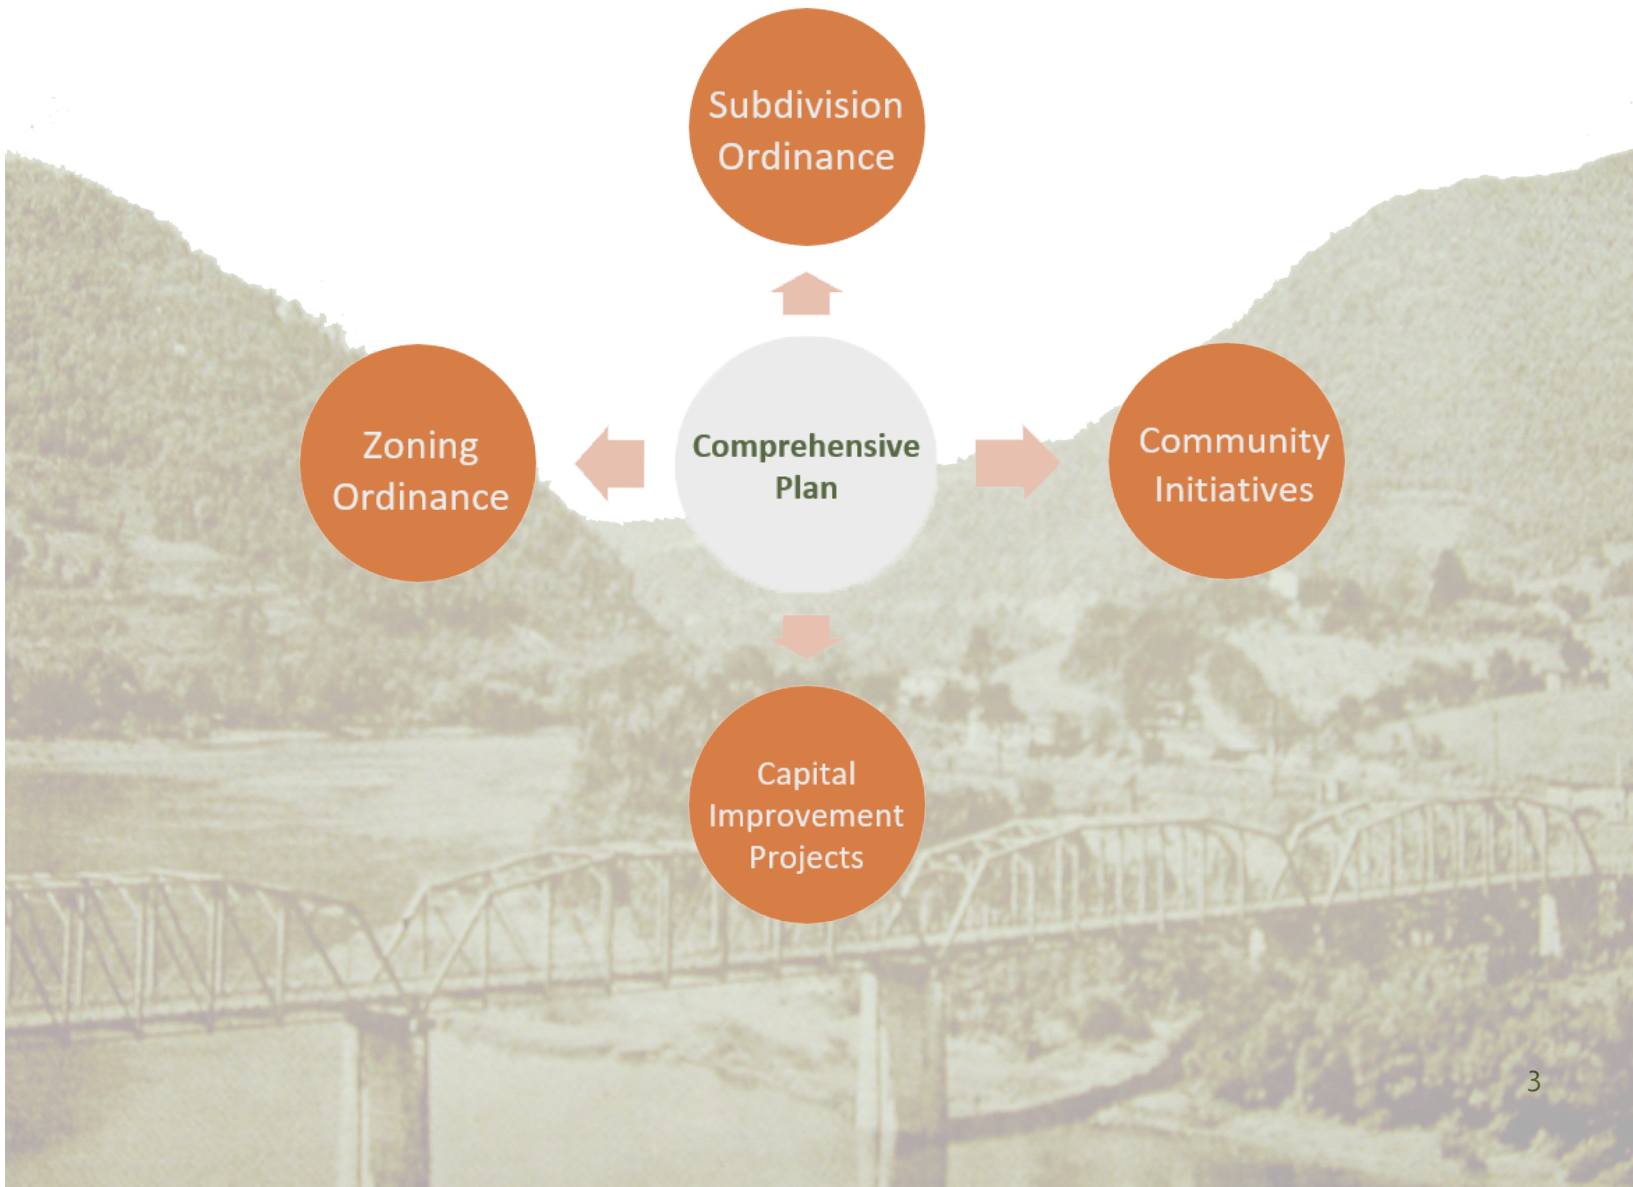 Subdivision
Ordinance
Zoning
Ordinance
Comprehensive
Plan
Community
Initiatives
Capital
Improvement
Projects
3